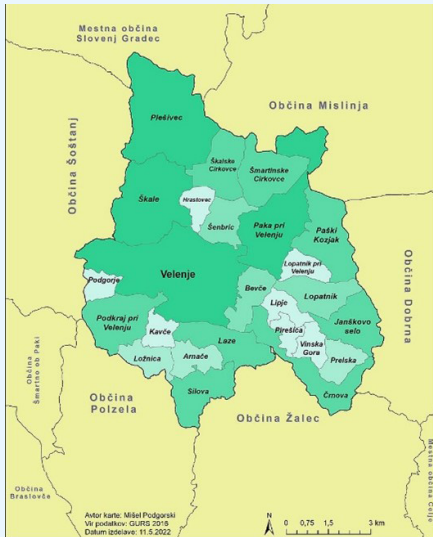 Mestna občina
Slovenj Gradec
Občina Mislinja
Plešivec
Občina Šoštanj
Škalske
Cirkovce
Šmartinske
Cirkovce
Škale
Hrastovec
Šenbric
Paka pri
Velenju
Paški
Kozjak
Občina Dobrna
Velenje
Lopatnik pri
Velenju
Podgorje
Bevče
Lopatnik
Lipje
Podkraj pri
Velenju
Kavče
Laze
Pirešica
Vinska
Gora
Janškovo
selo
Ložnica
Arnače
Prelska
Silova
Črnova
Občina
Šmartno ob Paki
Občina
Polzela
Občina Žalec
Občina
Braslovče
Mestna občina Celje
Avtor karte: Mišel Podgorski
Vir podatkov: GURS 2016
Datum izdelave: 11.5.2022
N
0 0,75 1,5 3 km